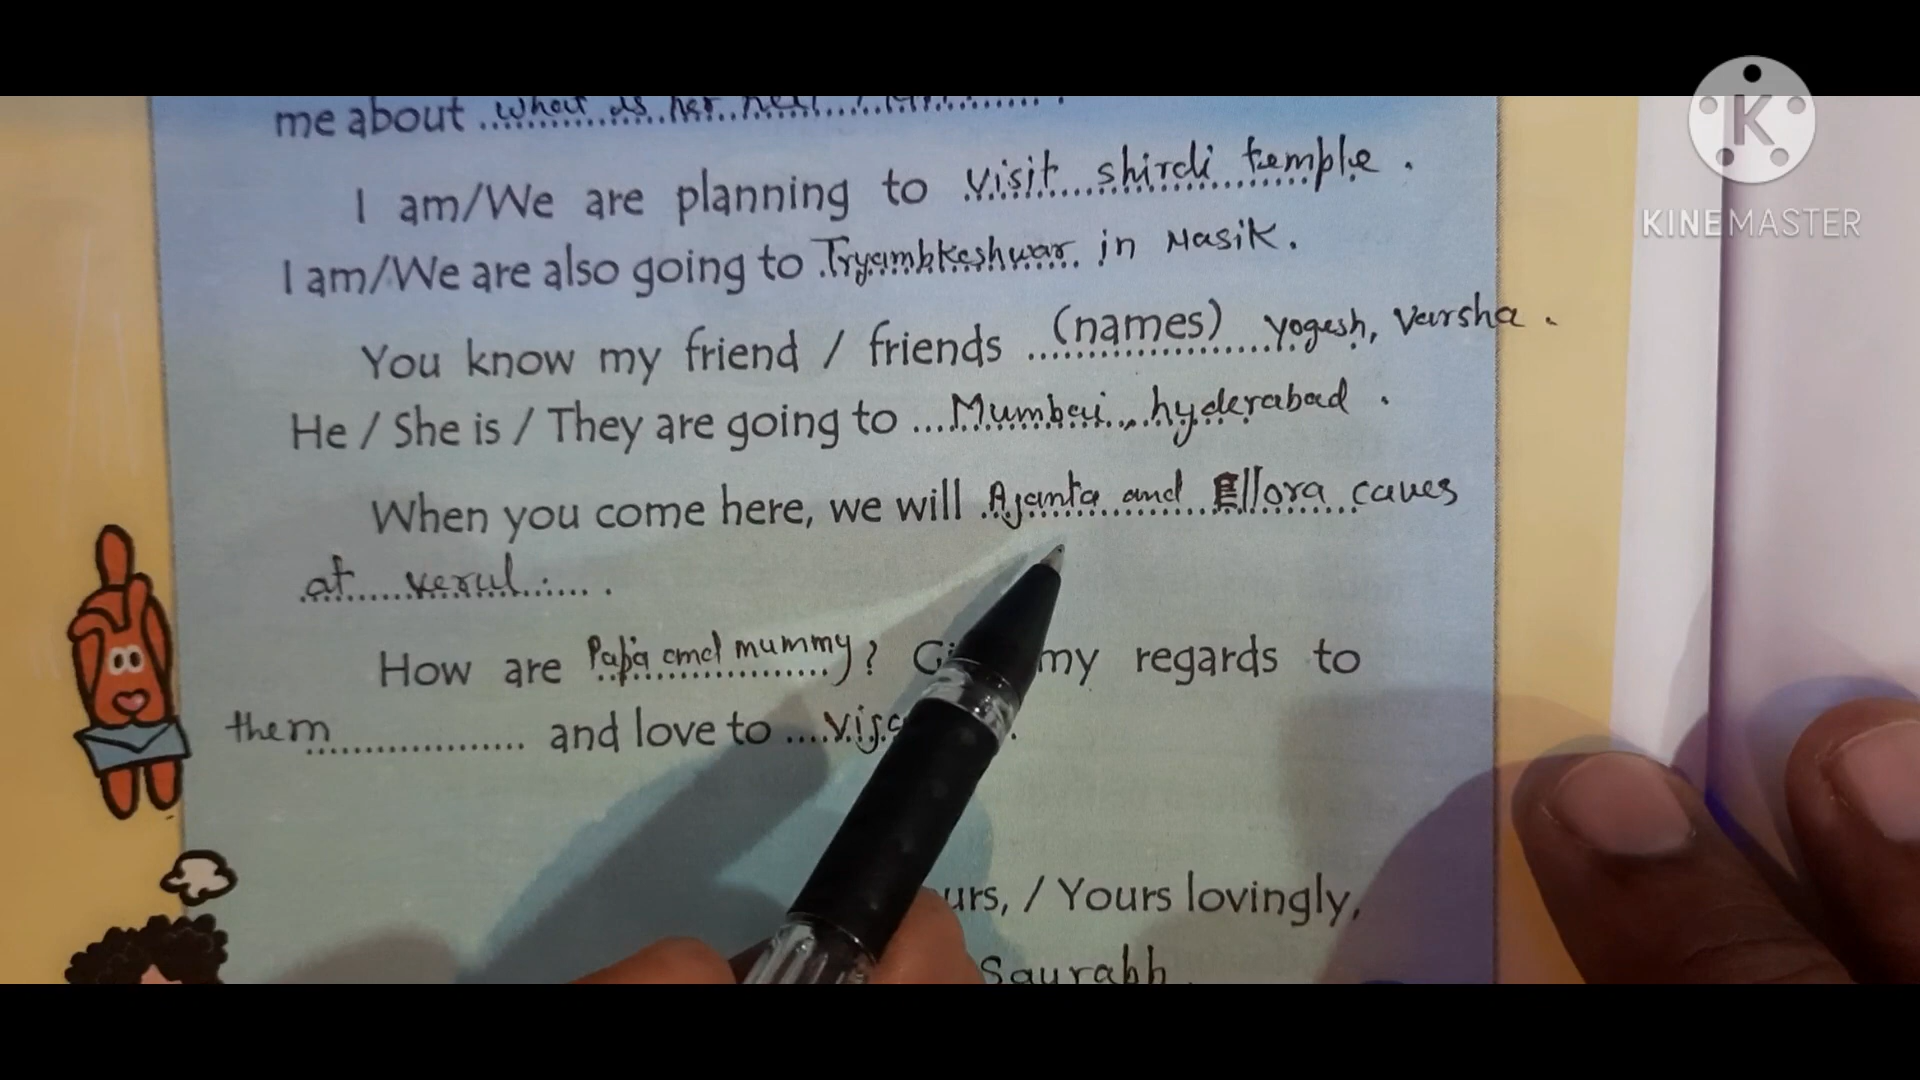 me about what is her
I am/We are planning to visit shirdi temple.
I am/We are also going to Tryambkeshwar in Nasik.
You know my friend / friends (names) yogesh, Varsha.
He / She is / They are going to Mumbai, hyderabad.
When you come here, we will Ajanta and Ellora caves
at verul.
How are Papa and mummy? my regards to
them and love to
/ Yours lovingly,
Saurabh
KINEMASTER